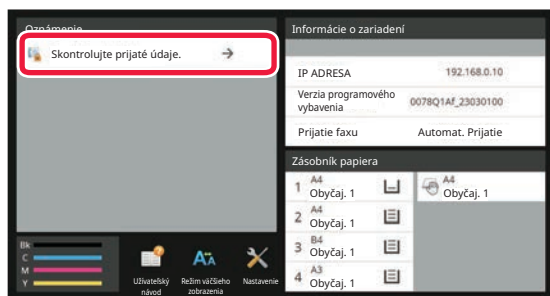 Oznámenie
Skontrolujte prijaté údaje.
Informácie o zariadení
IP ADRESA 192.168.0.10
Verzia programového
vybavenia
0078Q1Af_23030100
Prijatie faxu Automat. Prijatie
Zásobník papiera
1 A4
Obyčaj. 1
A4
Obyčaj. 1
2 A4
Obyčaj. 1
3 B4
Obyčaj. 1
4 A3
Obyčaj. 1
Bk
C
M
Y
Užívateľský
návod
Režim väčšieho
zobrazenia
Nastavenie